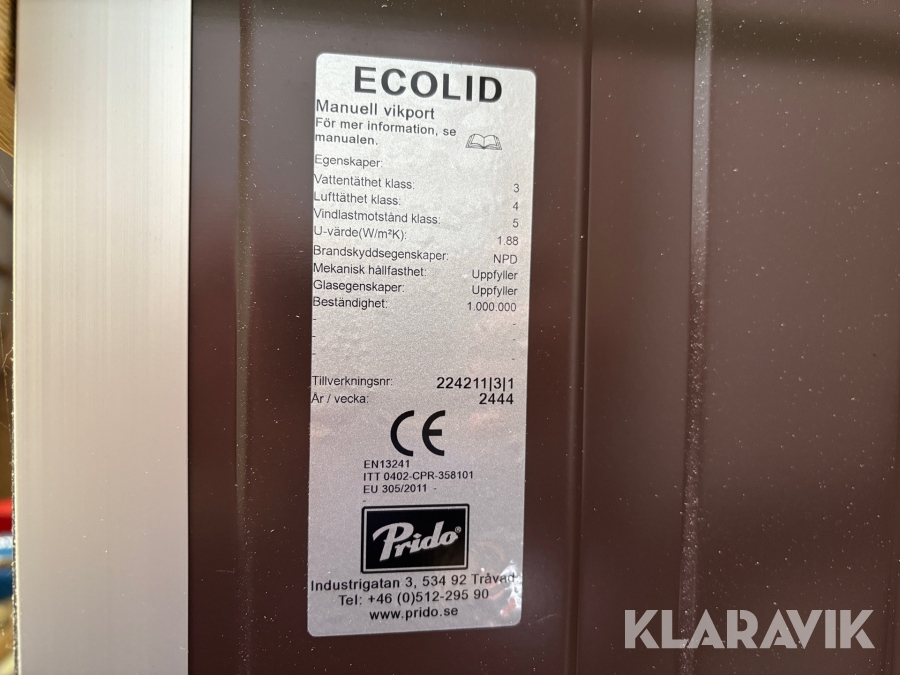 ECOLID
Manuell vikport
För mer information, se
manualen.
Egenskaper:
Vattentäthet klass: 3
Lufttäthet klass: 4
Vindlastmotstånd klass: 5
U-värde(W/m²K): 1.88
Brandskyddsegenskaper: NPD
Mekanisk hållfasthet: Uppfyller
Glasegenskaper: Uppfyller
Beständighet: 1.000.000
- -
- -
- -
Tillverkningsnr: 224211|3|1
År / vecka: 2444
CE
EN13241
ITT 0402-CPR-358101
EU 305/2011 -
-
Prido®
Industrigatan 3, 534 92 Tråvad
Tel: +46 (0)512-295 90
www.prido.se
KLARAVIK